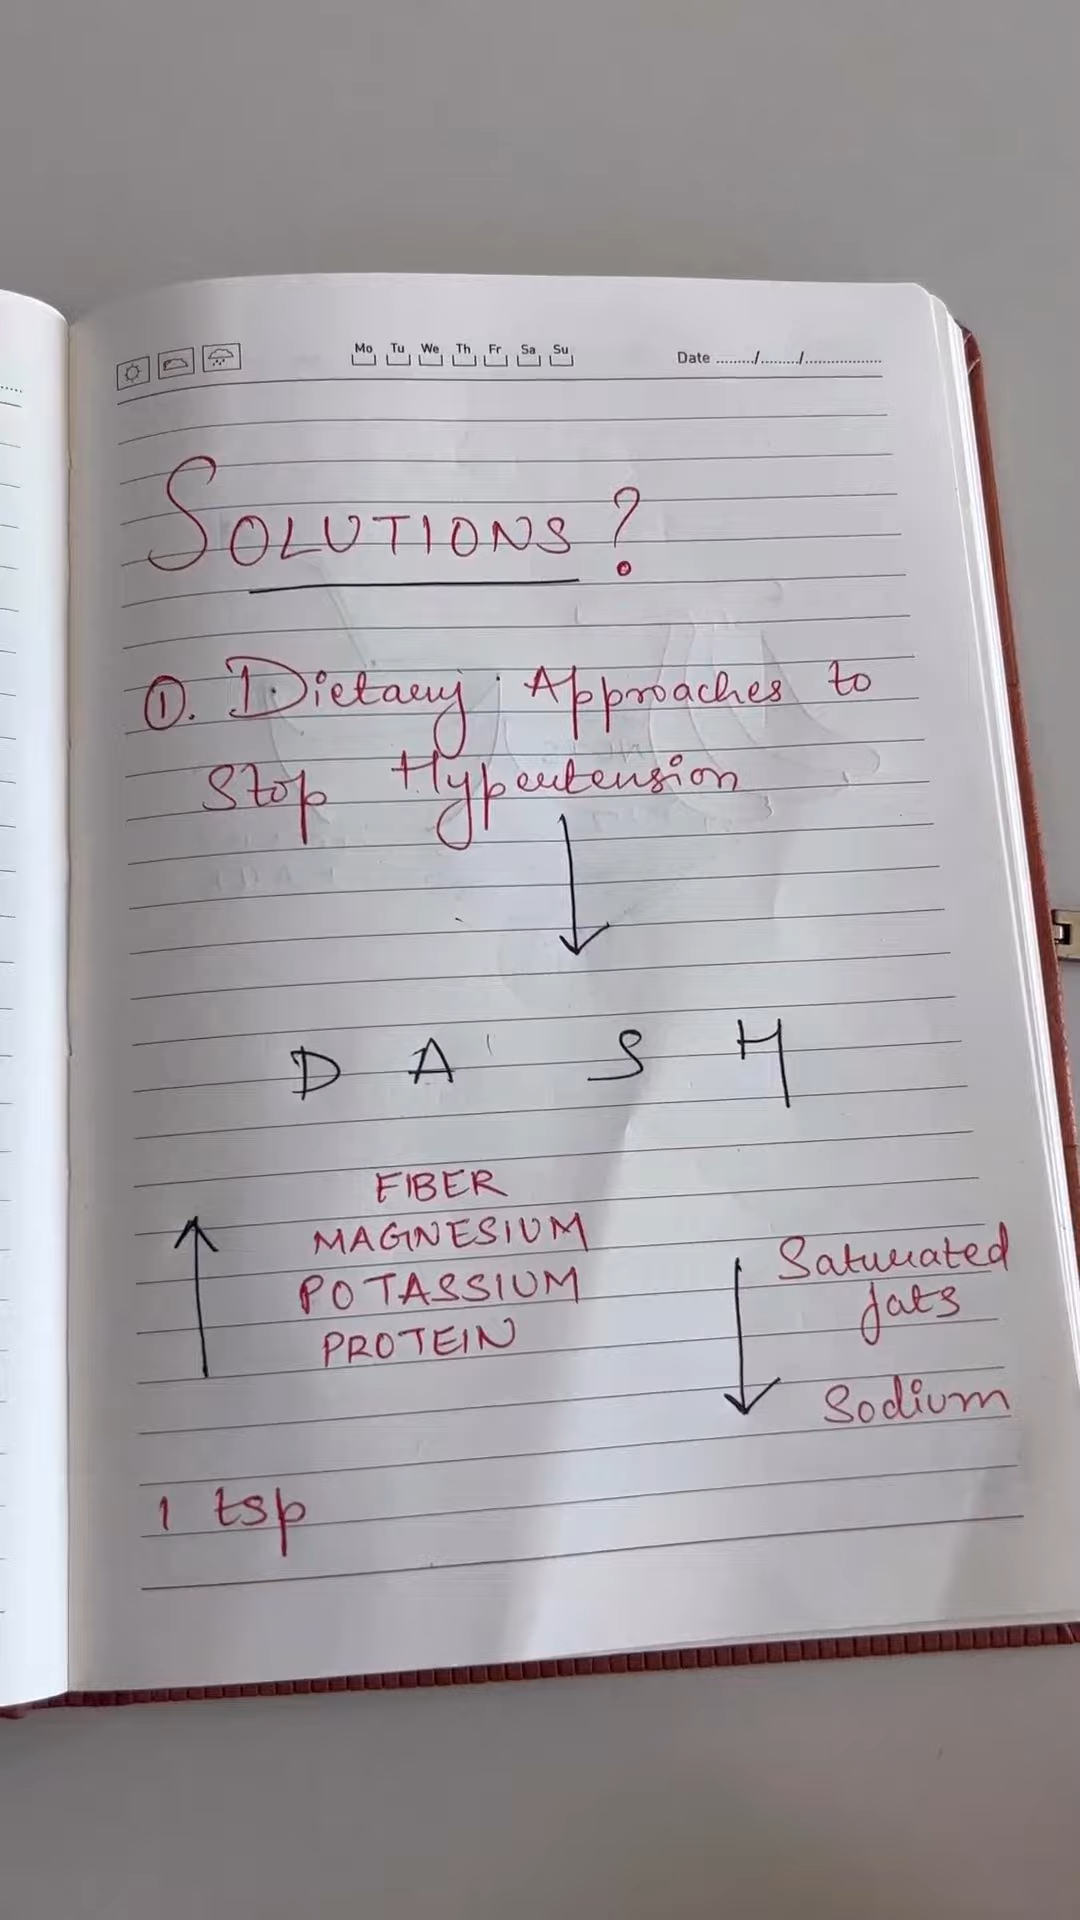 Mo Tu We Th Fr Sa Su
Date ........./........./.................
SOLUTIONS?
①. Dietary Approaches to
Stop Hypertension
D A S H
FIBER
MAGNESIUM
POTASSIUM
PROTEIN
Saturated
fats
Sodium
1 tsp